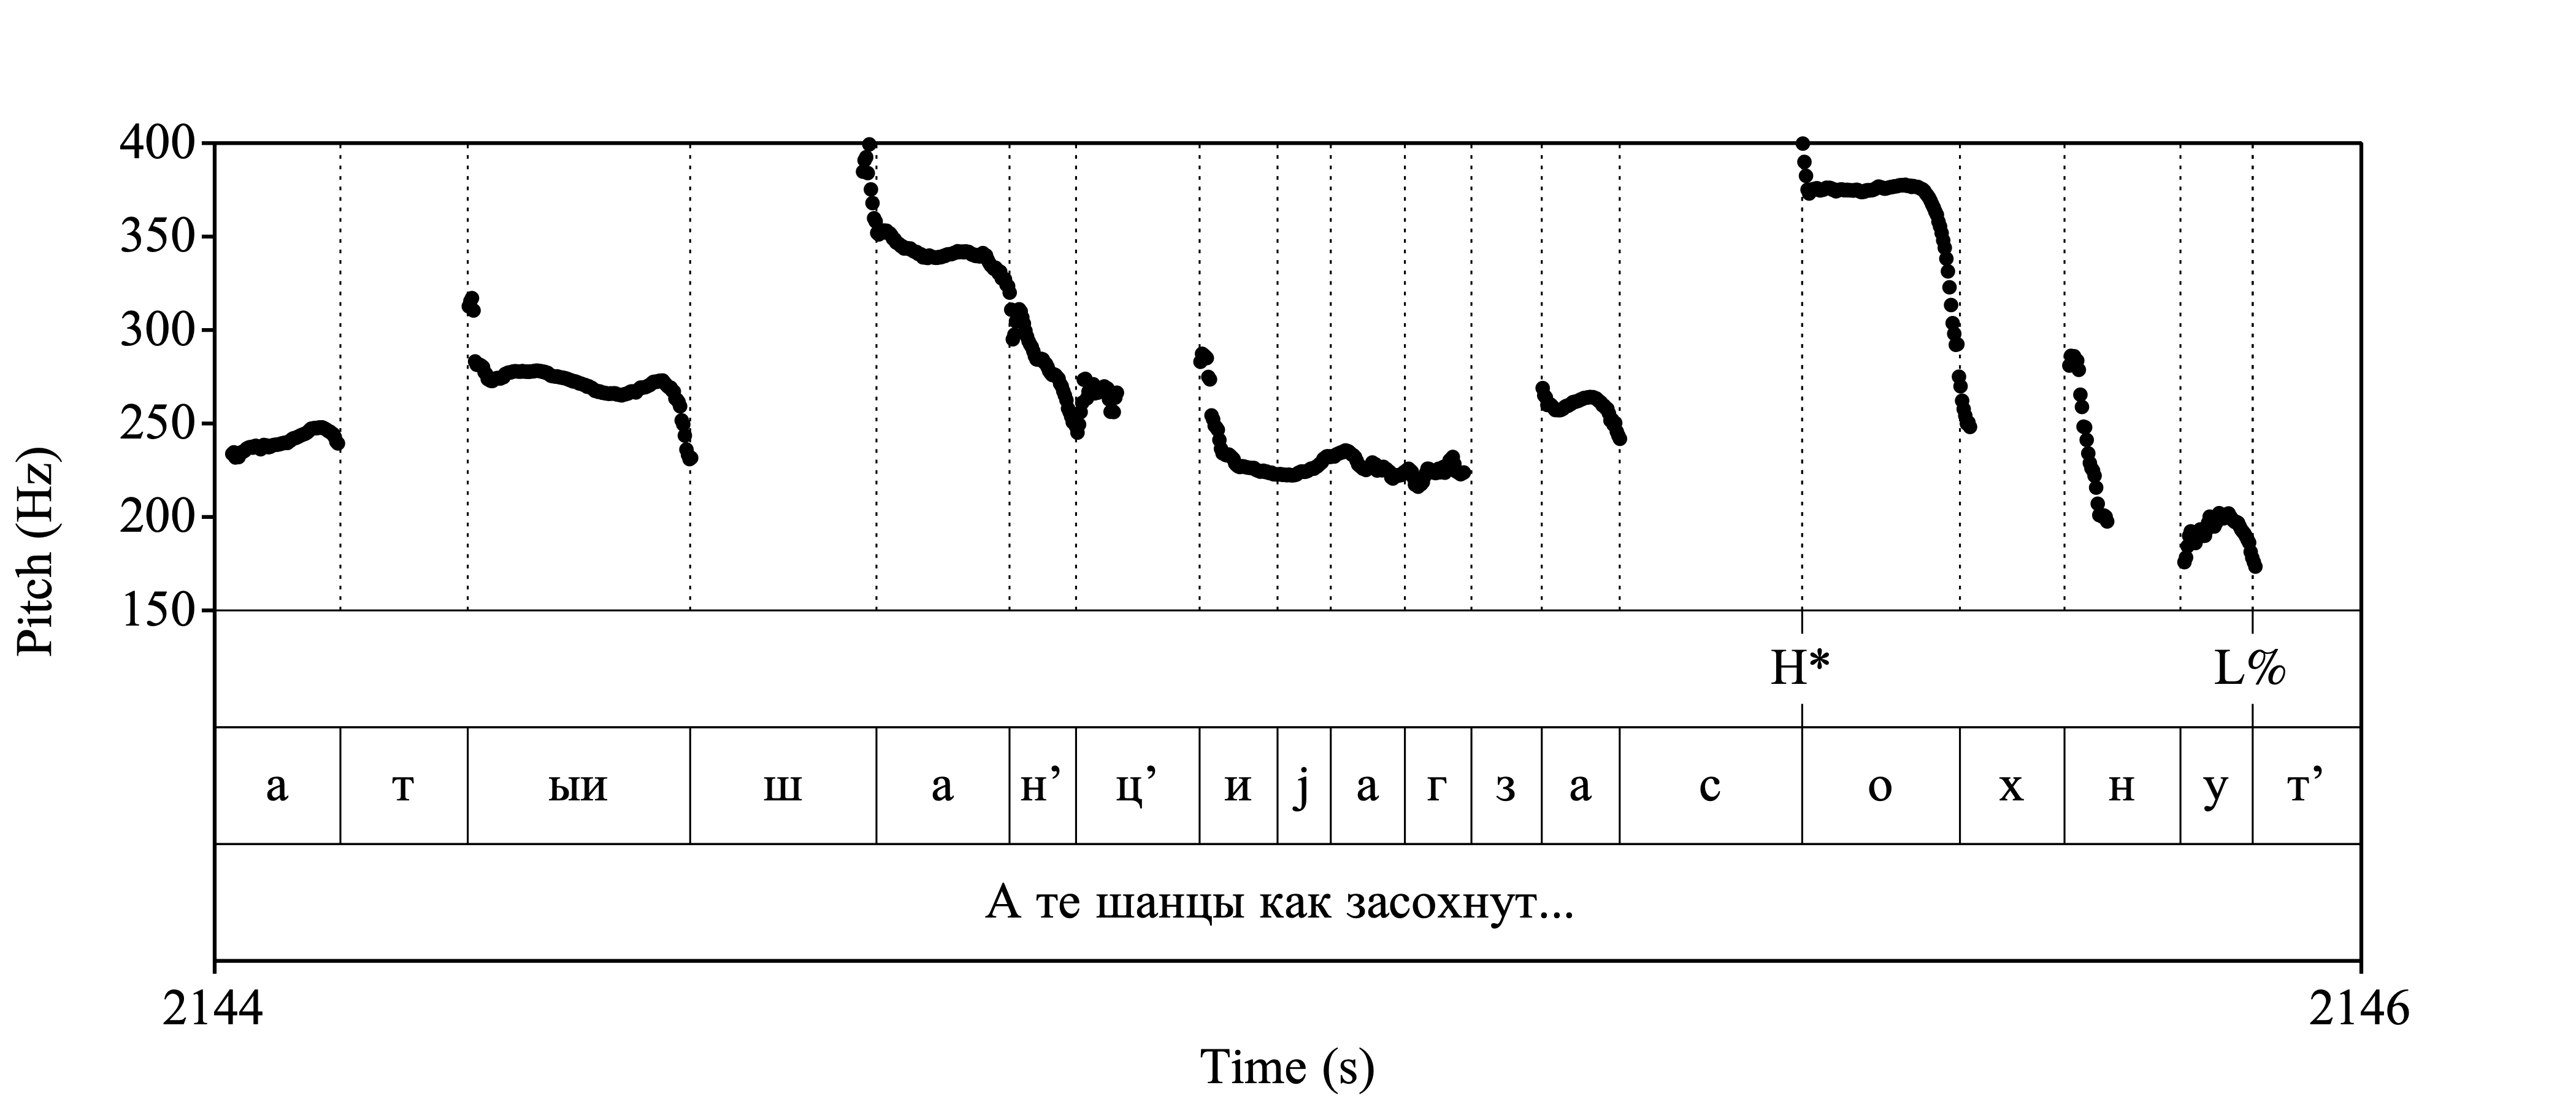 400
350
300
250
200
150
Pitch (Hz)
H* L%
а т ыи ш а н’ ц’ и ј а г з а с о х н у т’
А те шанцы как засохнут...
2144 2146
Time (s)